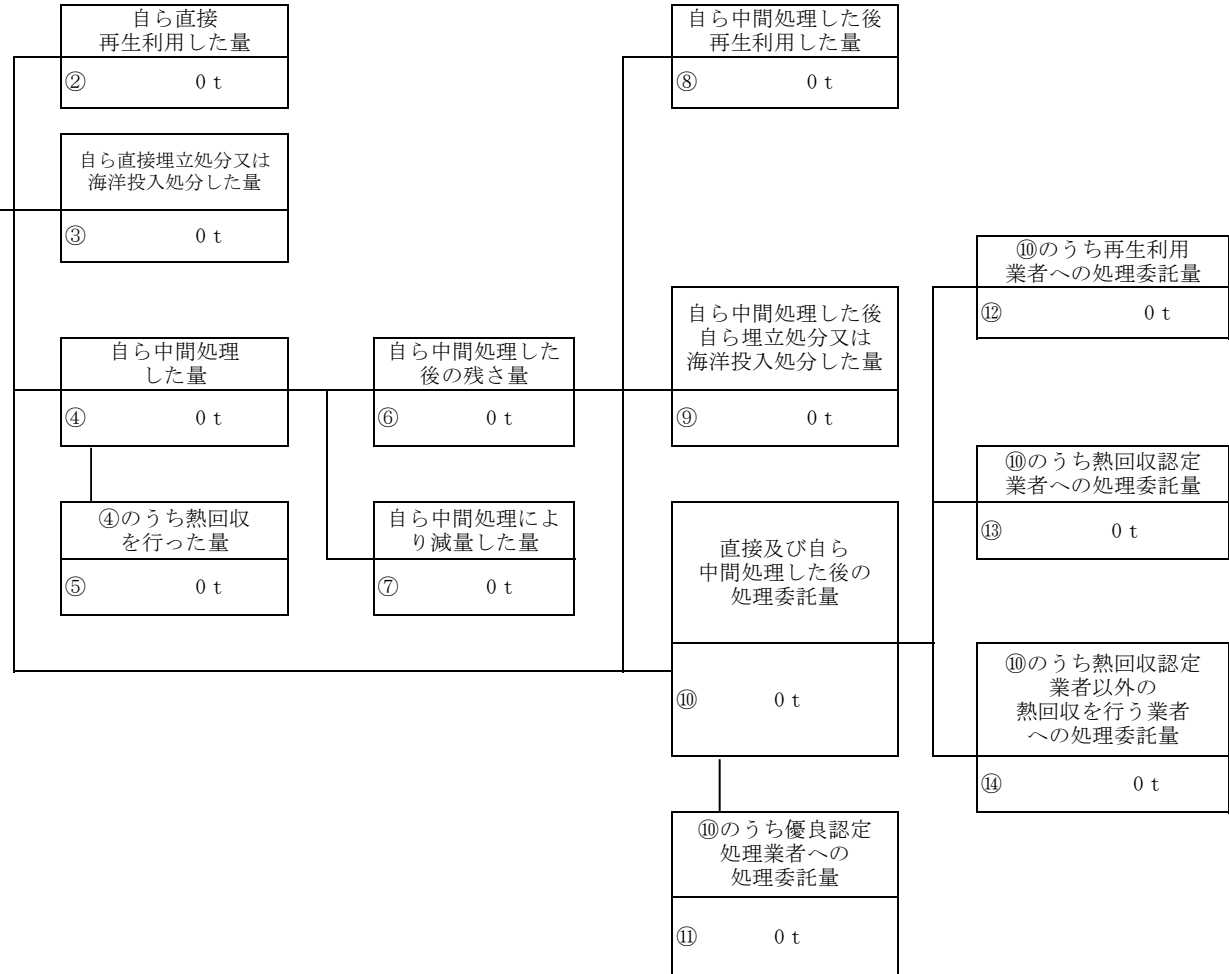 自ら直接
再生利用した量
② 0 t
自ら直接埋立処分又は
海洋投入処分した量
③ 0 t
自ら中間処理
した量
④ 0 t
④のうち熱回収
を行った量
⑤ 0 t
自ら中間処理した
後の残さ量
⑥ 0 t
自ら中間処理によ
り減量した量
⑦ 0 t
自ら中間処理した後
再生利用した量
⑧ 0 t
自ら中間処理した後
自ら埋立処分又は
海洋投入処分した量
⑨ 0 t
直接及び自ら
中間処理した後の
処理委託量
⑩ 0 t
⑩のうち優良認定
処理業者への
処理委託量
⑪ 0 t
⑩のうち再生利用
業者への処理委託量
⑫ 0 t
⑩のうち熱回収認定
業者への処理委託量
⑬ 0 t
⑩のうち熱回収認定
業者以外の
熱回収を行う業者
への処理委託量
⑭ 0 t